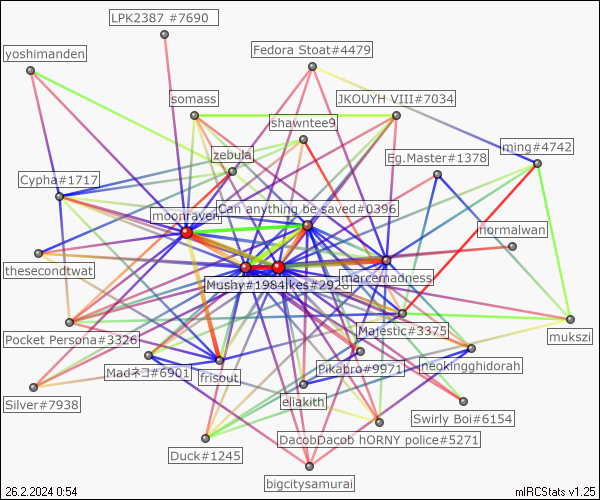 LPK2387 #7690
yoshimanden
Fedora Stoat#4479
somass
JKOUYH VIII#7034
shawntee9
ming#4742
zebula
Eg.Master#1378
Cypha#1717
moonraven
Can anything be saved#0396
normalwan
thesecondtwat
marcemadness
Mushy#1984
Majestic#3375
Pocket Persona#3326
mukszi
Madネコ#6901
frisout
Pikabro#9971
neokingghidorah
eliakith
Silver#7938
Swirly Boi#6154
DacobDacob hORNY police#5271
Duck#1245
bigcitysamurai
26.2.2024 0:54
mIRCStats v1.25